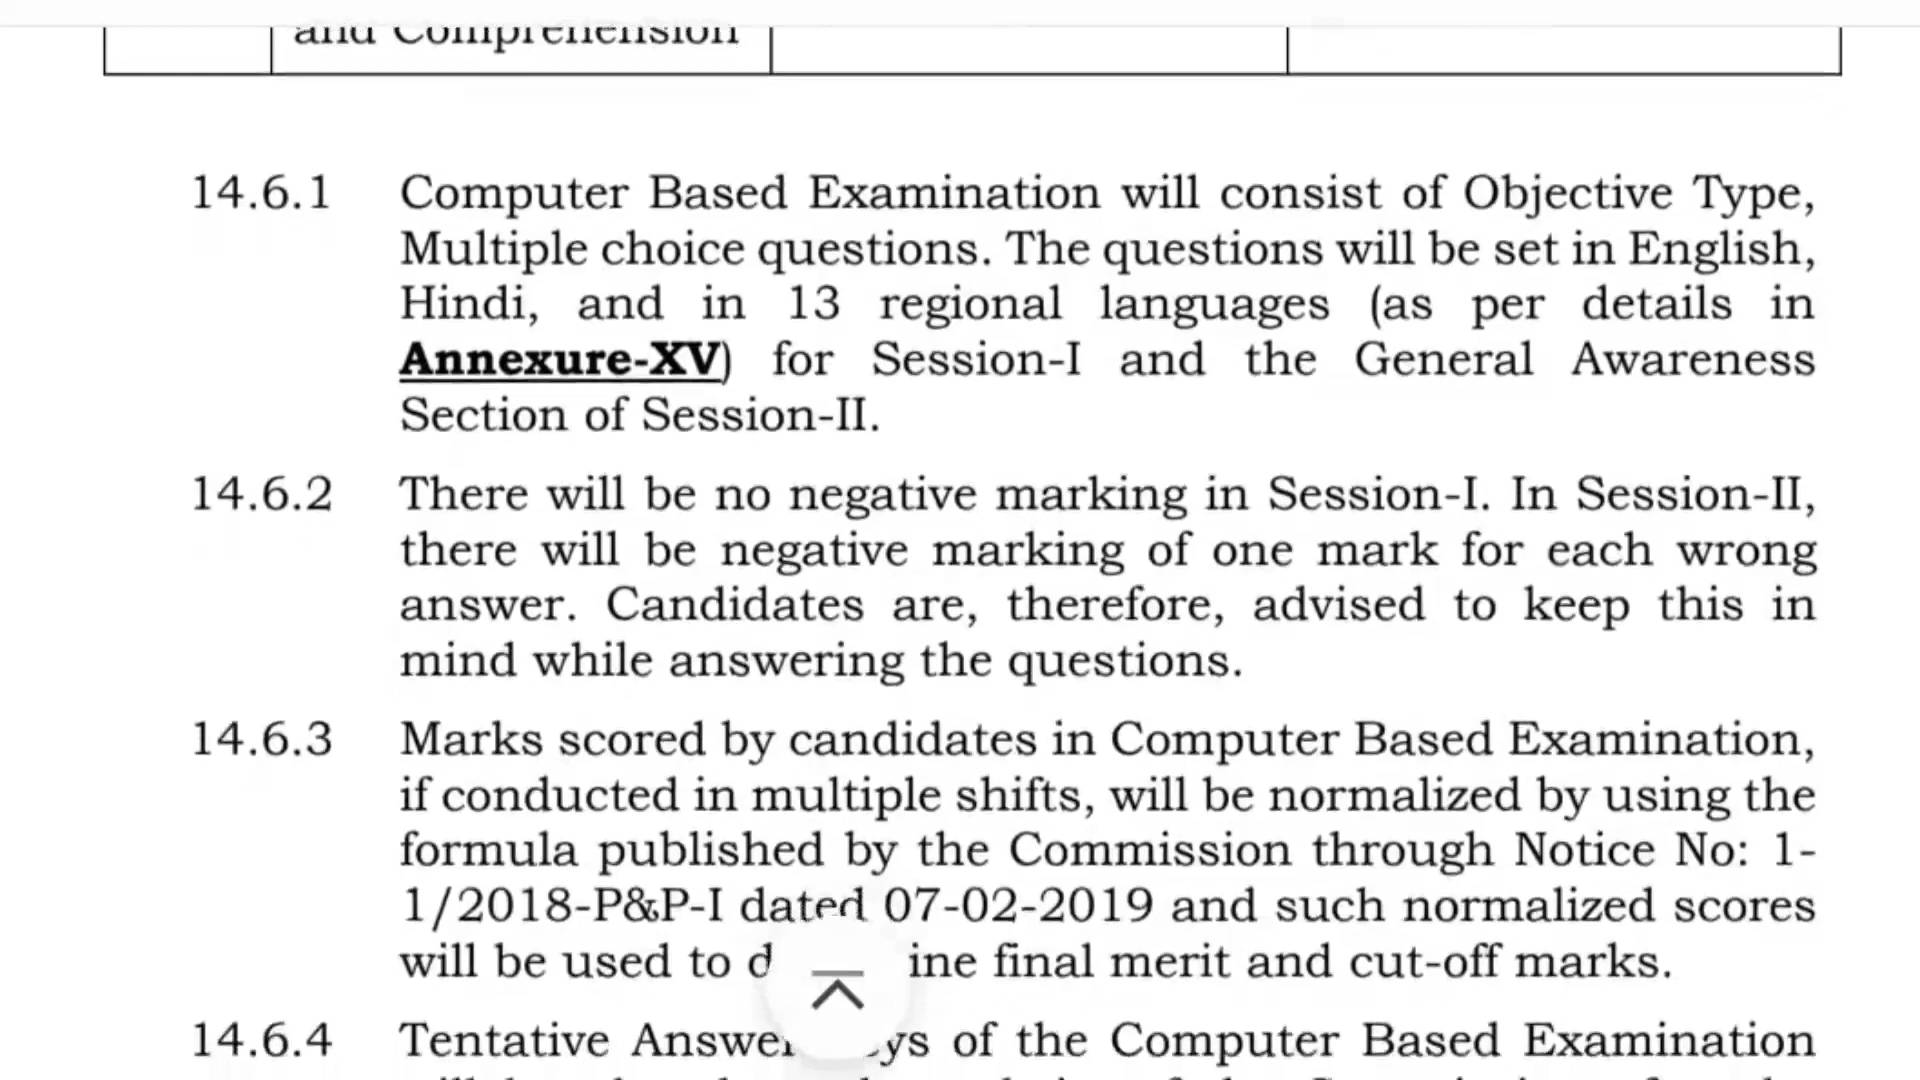 and Comprehension
14.6.1 Computer Based Examination will consist of Objective Type,
Multiple choice questions. The questions will be set in English,
Hindi, and in 13 regional languages (as per details in
Annexure-XV) for Session-I and the General Awareness
Section of Session-II.
14.6.2 There will be no negative marking in Session-I. In Session-II,
there will be negative marking of one mark for each wrong
answer. Candidates are, therefore, advised to keep this in
mind while answering the questions.
14.6.3 Marks scored by candidates in Computer Based Examination,
if conducted in multiple shifts, will be normalized by using the
formula published by the Commission through Notice No: 1-
1/2018-P&P-I dated 07-02-2019 and such normalized scores
will be used to d ine final merit and cut-off marks.
14.6.4 Tentative Answer ys of the Computer Based Examination